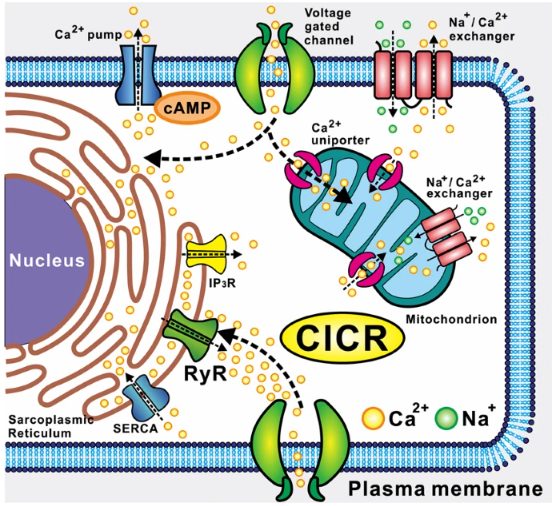 Ca2+ pump
Voltage
gated
channel
Na+/ Ca2+
exchanger
cAMP
Ca2+
uniporter
Na+/ Ca2+
exchanger
Nucleus
IP3R
Mitochondrion
CICR
RyR
Sarcoplasmic
Reticulum
SERCA
Ca2+
Na+
Plasma membrane